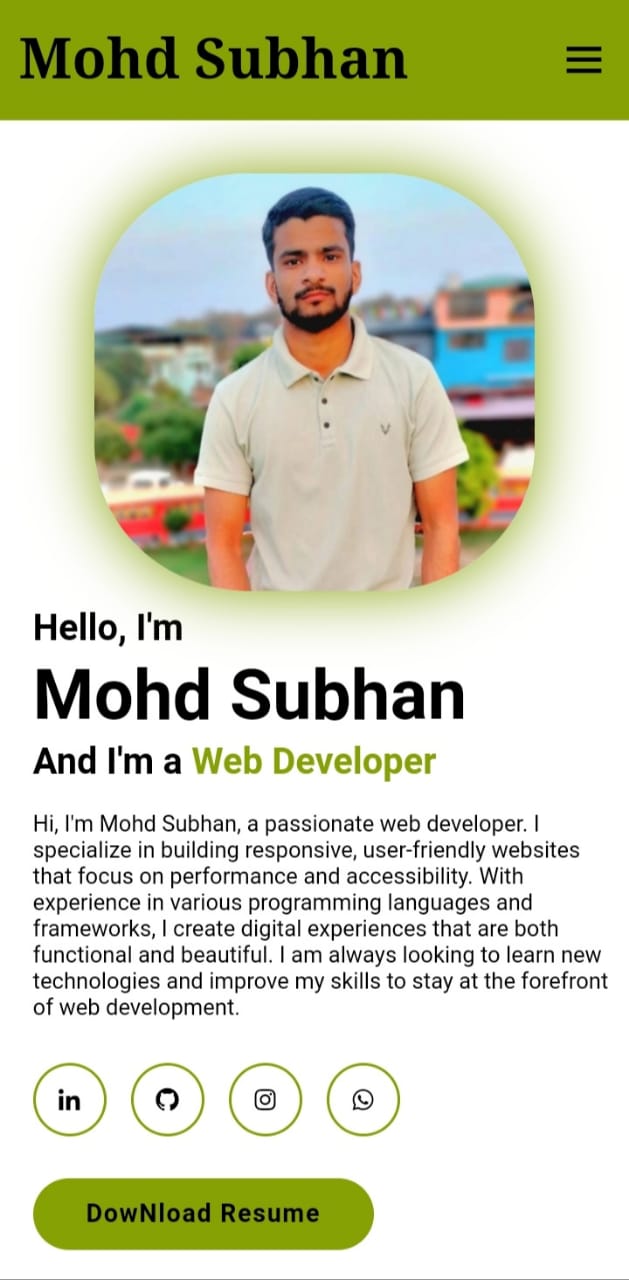 Mohd Subhan
Hello, I'm
Mohd Subhan
And I'm a Web Developer
Hi, I'm Mohd Subhan, a passionate web developer. I
specialize in building responsive, user-friendly websites
that focus on performance and accessibility. With
experience in various programming languages and
frameworks, I create digital experiences that are both
functional and beautiful. I am always looking to learn new
technologies and improve my skills to stay at the forefront
of web development.
in
DowNload Resume